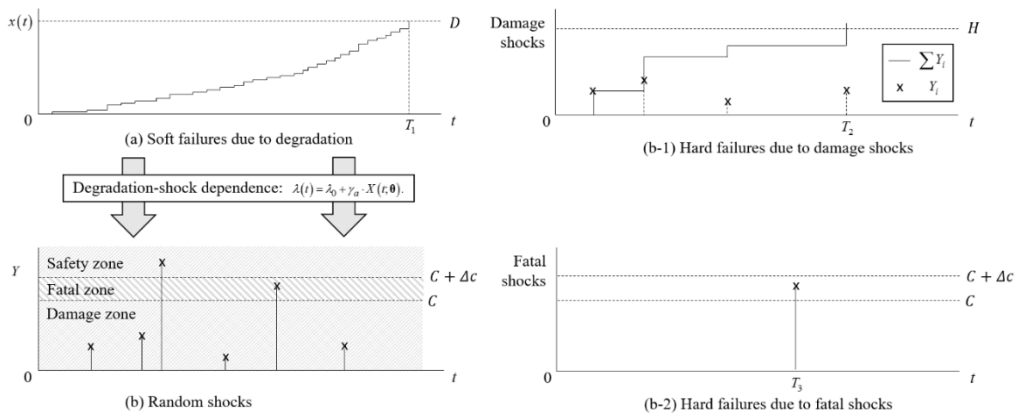 x(t)
D
0
T₁
t
(a) Soft failures due to degradation
Degradation-shock dependence: λ(t)=λ₀+γₐ·X(t;θ).
Y
Safety zone
Fatal zone
Damage zone
C + Δc
C
0
t
(b) Random shocks
Damage
shocks
H
∑Yᵢ
x Yᵢ
0
T₂
t
(b-1) Hard failures due to damage shocks
Fatal
shocks
C + Δc
C
0
T₃
t
(b-2) Hard failures due to fatal shocks